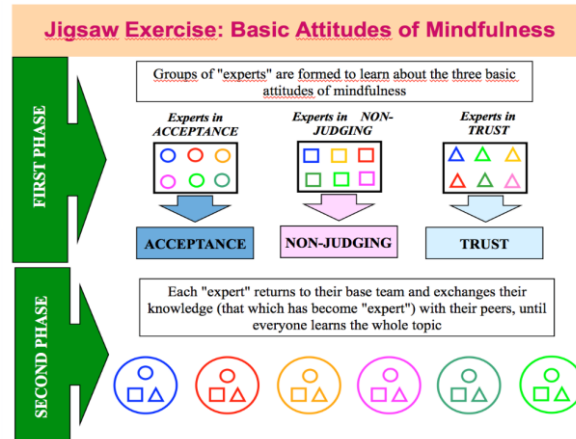 Jigsaw Exercise: Basic Attitudes of Mindfulness
FIRST PHASE
Groups of "experts" are formed to learn about the three basic
attitudes of mindfulness
Experts in
ACCEPTANCE
Experts in NON-
JUDGING
Experts in
TRUST
ACCEPTANCE
NON-JUDGING
TRUST
SECOND PHASE
Each "expert" returns to their base team and exchanges their
knowledge (that which has become "expert") with their peers, until
everyone learns the whole topic